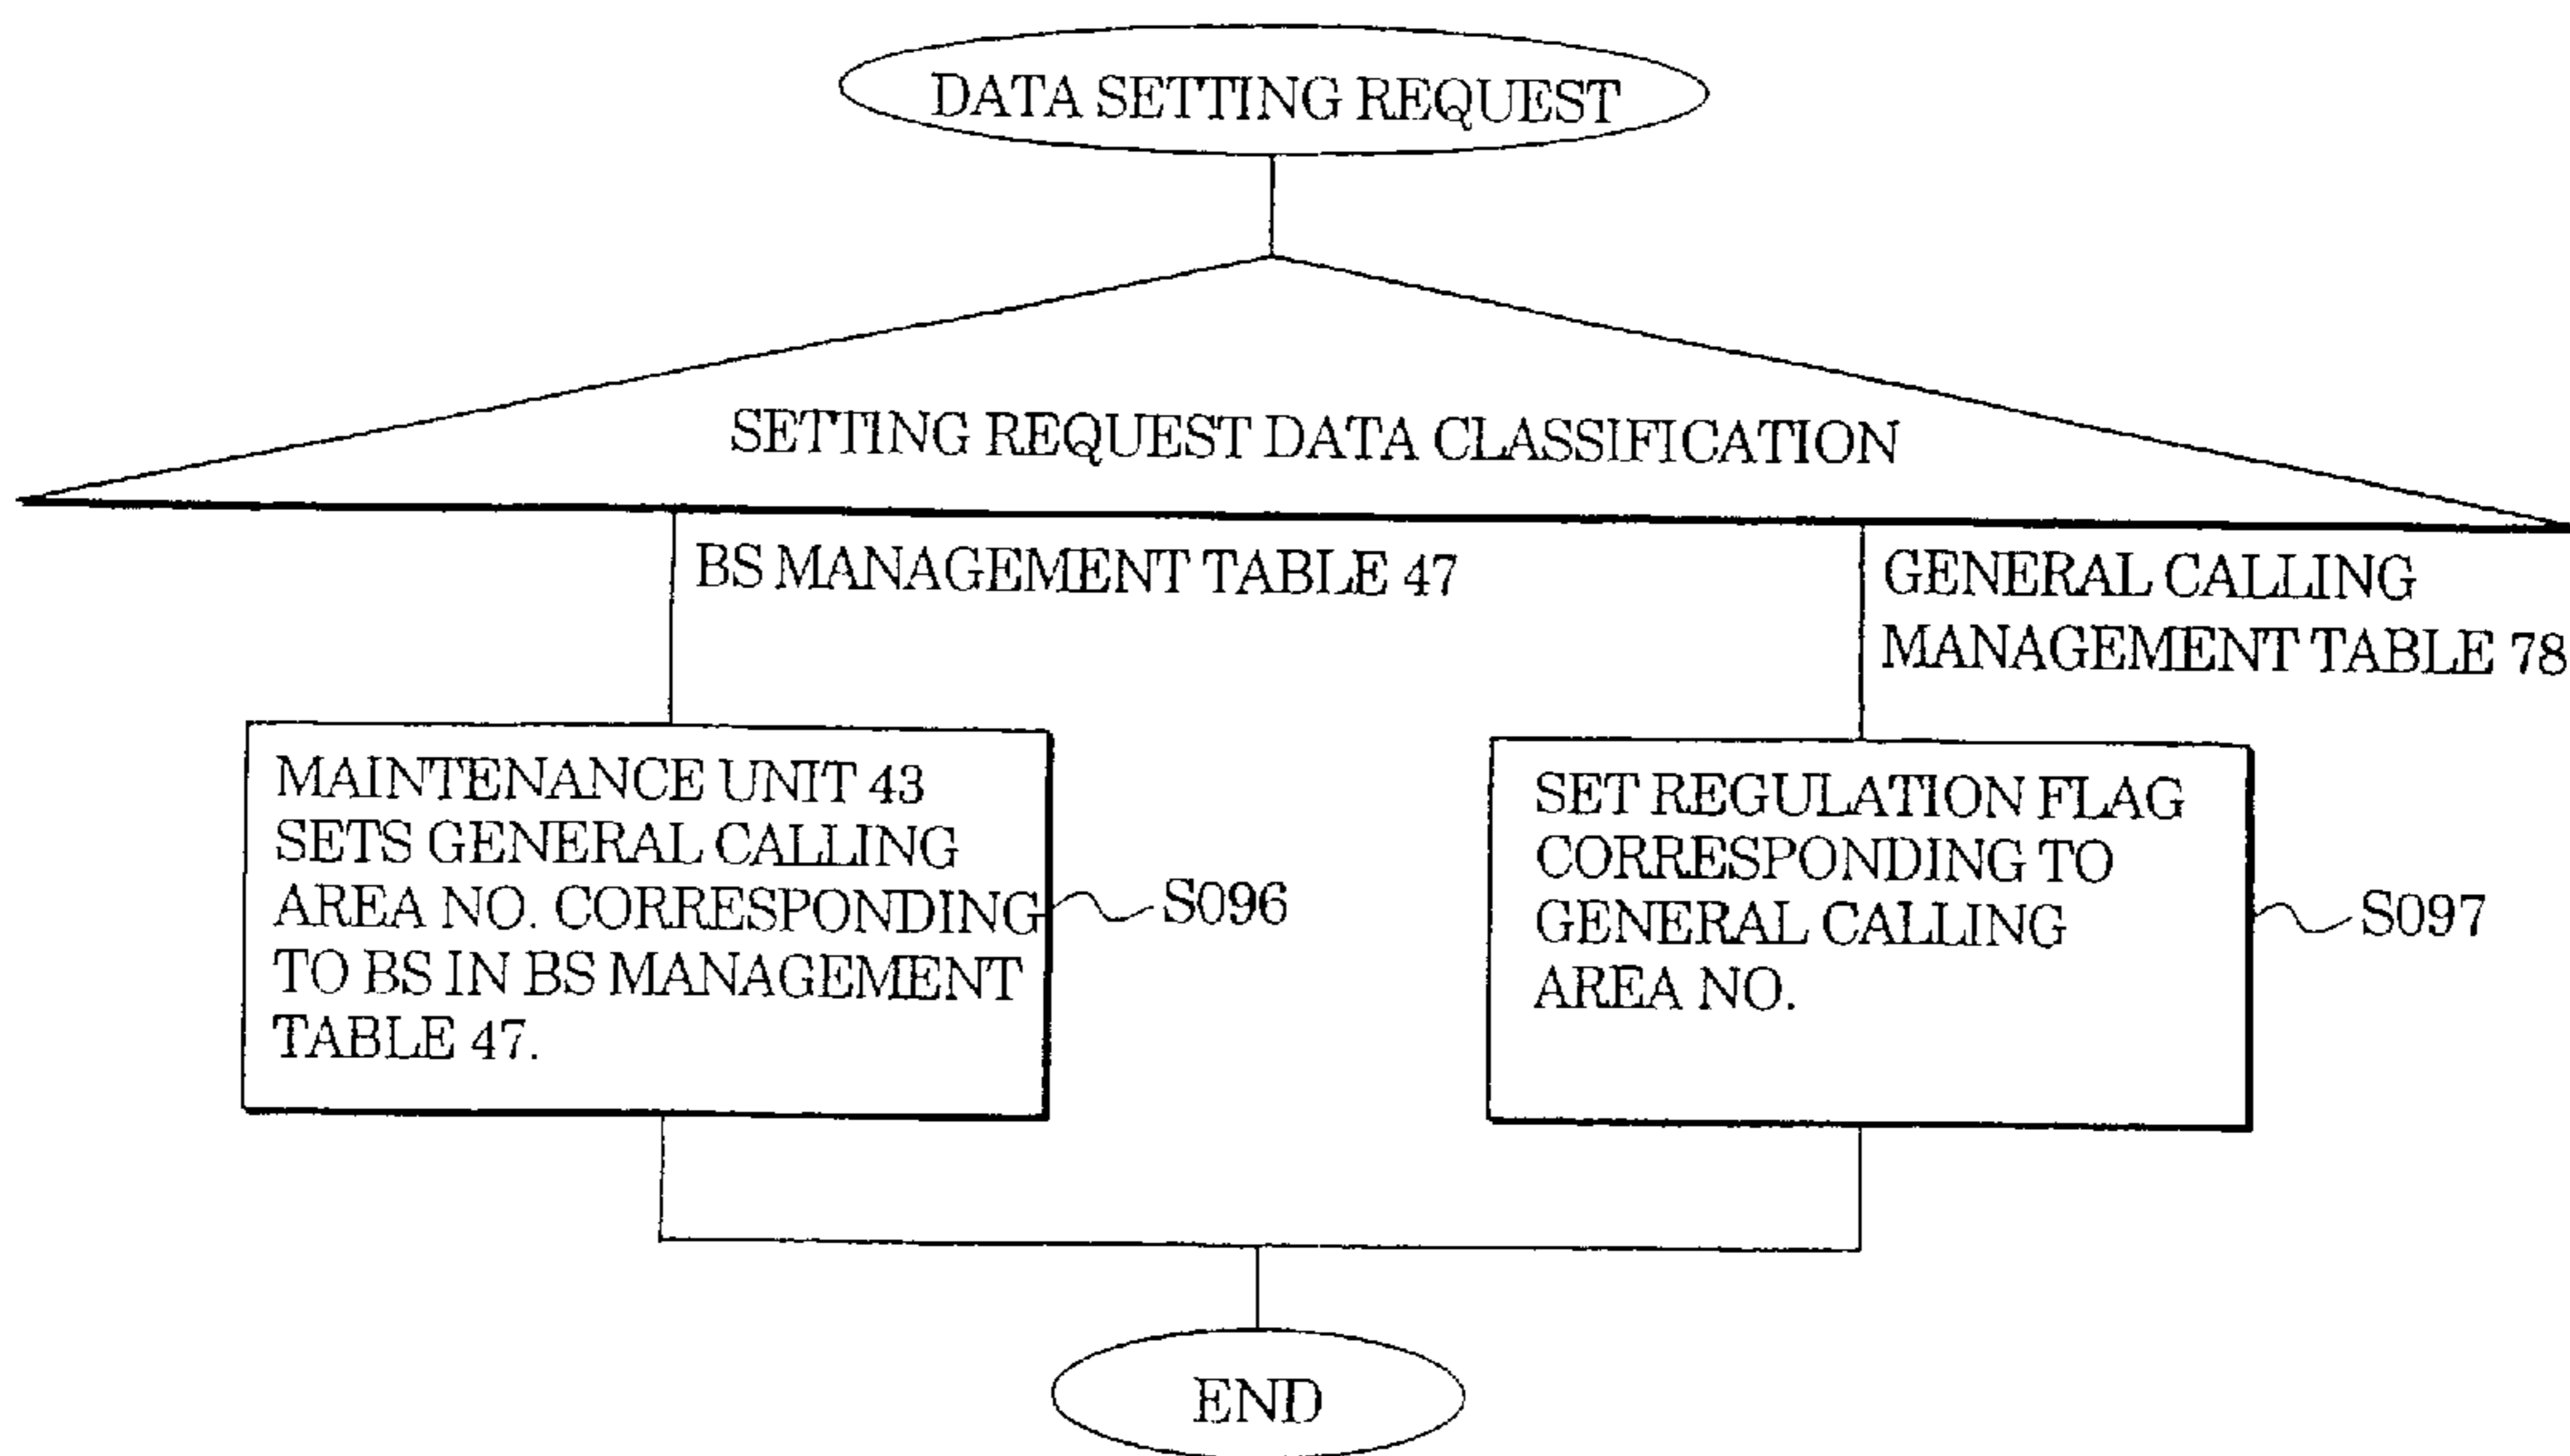 DATA SETTING REQUEST
SETTING REQUEST DATA CLASSIFICATION
BS MANAGEMENT TABLE 47
GENERAL CALLING
MANAGEMENT TABLE 78
MAINTENANCE UNIT 43
SETS GENERAL CALLING
AREA NO. CORRESPONDING
TO BS IN BS MANAGEMENT
TABLE 47.
S096
SET REGULATION FLAG
CORRESPONDING TO
GENERAL CALLING
AREA NO.
S097
END